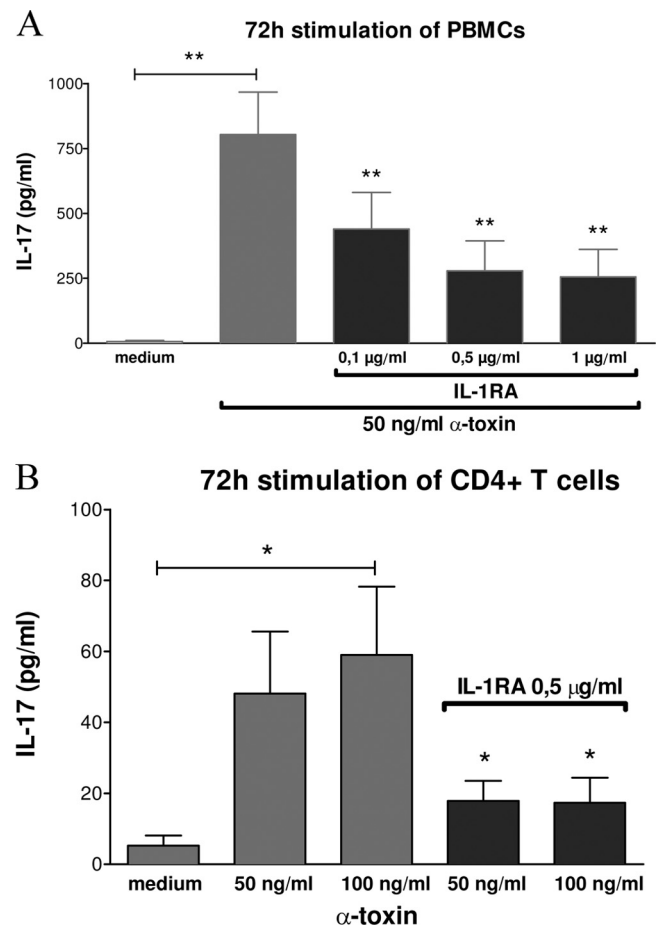 A
72h stimulation of PBMCs
**
1000
750
500
250
0
IL-17 (pg/ml)
**
**
**
medium
0,1 µg/ml 0,5 µg/ml 1 µg/ml
IL-1RA
50 ng/ml α-toxin
B
72h stimulation of CD4+ T cells
100
80
60
40
20
0
IL-17 (pg/ml)
*
IL-1RA 0,5 µg/ml
* *
medium 50 ng/ml 100 ng/ml 50 ng/ml 100 ng/ml
α-toxin